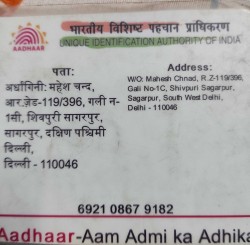 भारतीय विशिष्ट पहचान प्राधिकरण
UNIQUE IDENTIFICATION AUTHORITY OF INDIA
AADHAAR
पता:
अर्धांगिनी: महेश चन्द,
आर.ज़ेड-119/396, गली न-
1सी, शिवपुरी सागरपुर,
सागरपुर, दक्षिण पश्चिमी
दिल्ली,
दिल्ली - 110046
Address:
W/O: Mahesh Chnad, R.Z-119/396,
Gali No-1C, Shivpuri Sagarpur,
Sagarpur, South West Delhi,
Delhi - 110046
6921 0867 9182
Aadhaar-Aam Admi ka Adhika